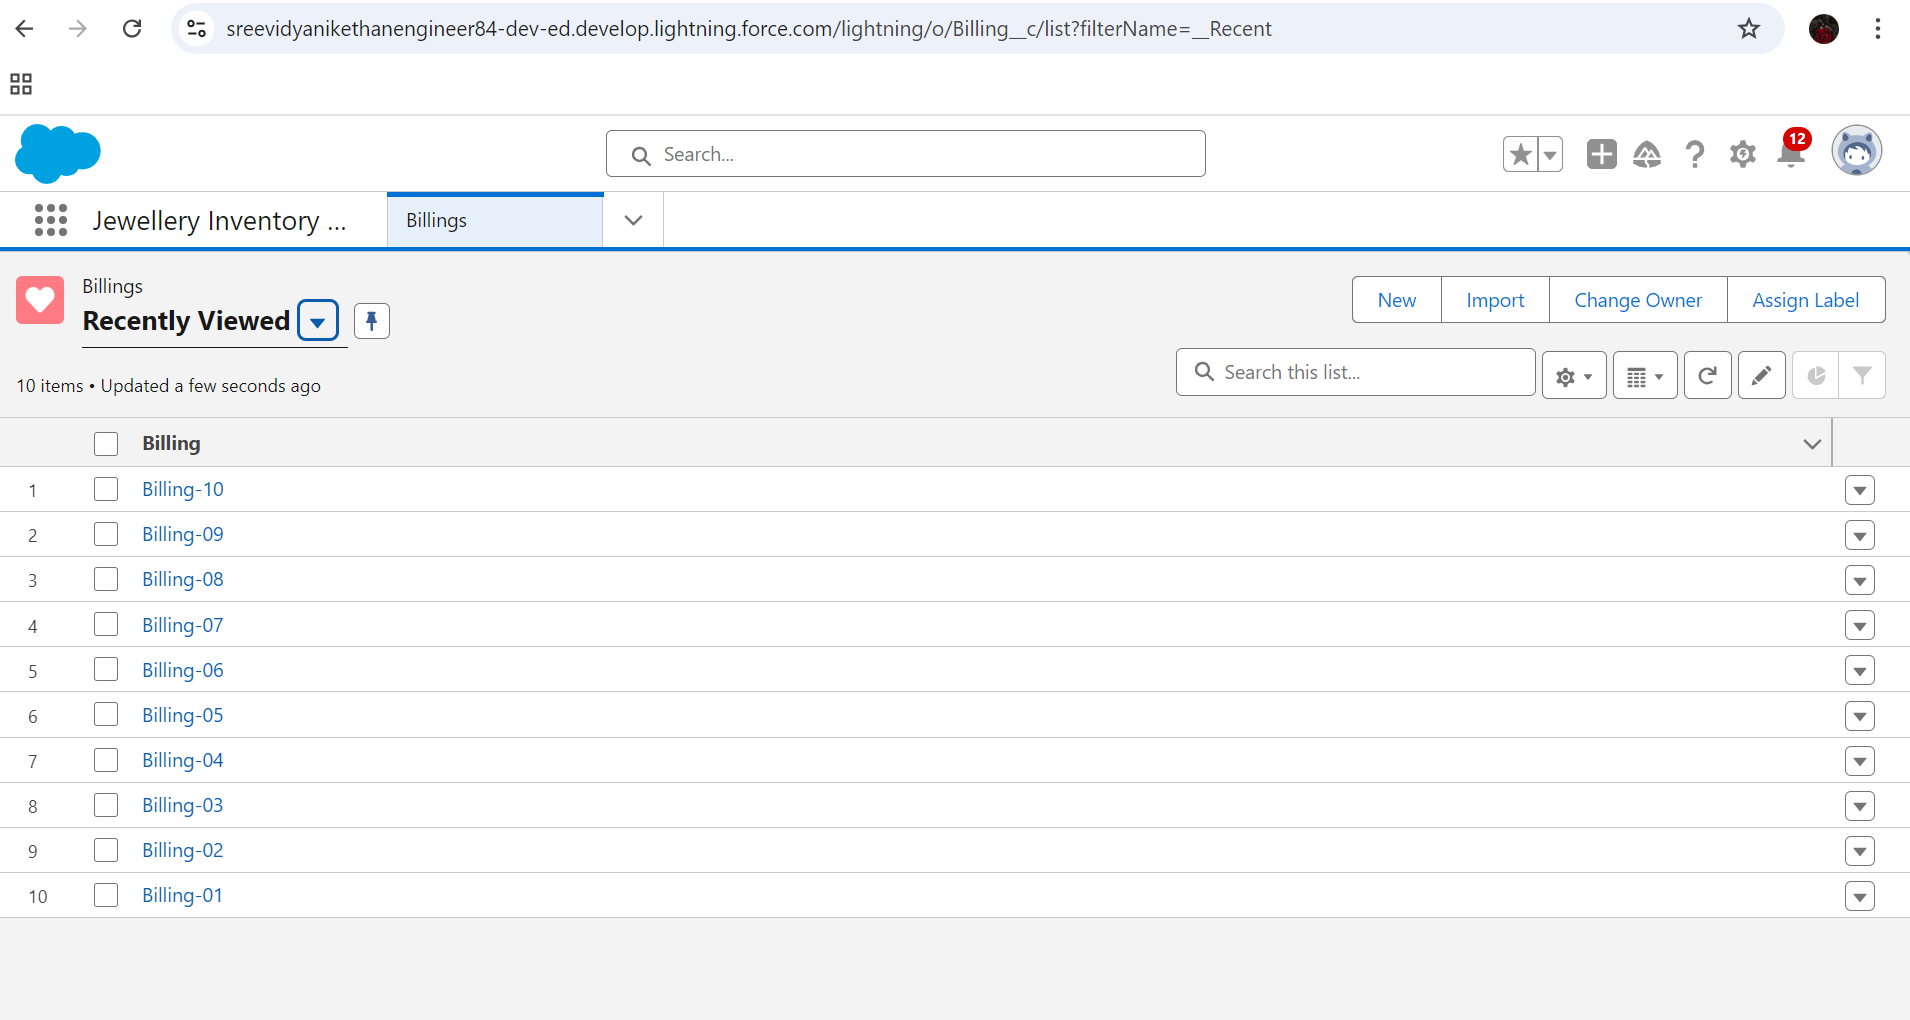 sreevidyanikethanengineer84-dev-ed.develop.lightning.force.com/lightning/o/Billing__c/list?filterName=__Recent
Search...
12
Jewellery Inventory ...
Billings
Billings
Recently Viewed
New
Import
Change Owner
Assign Label
10 items • Updated a few seconds ago
Search this list...
Billing
1 Billing-10
2 Billing-09
3 Billing-08
4 Billing-07
5 Billing-06
6 Billing-05
7 Billing-04
8 Billing-03
9 Billing-02
10 Billing-01